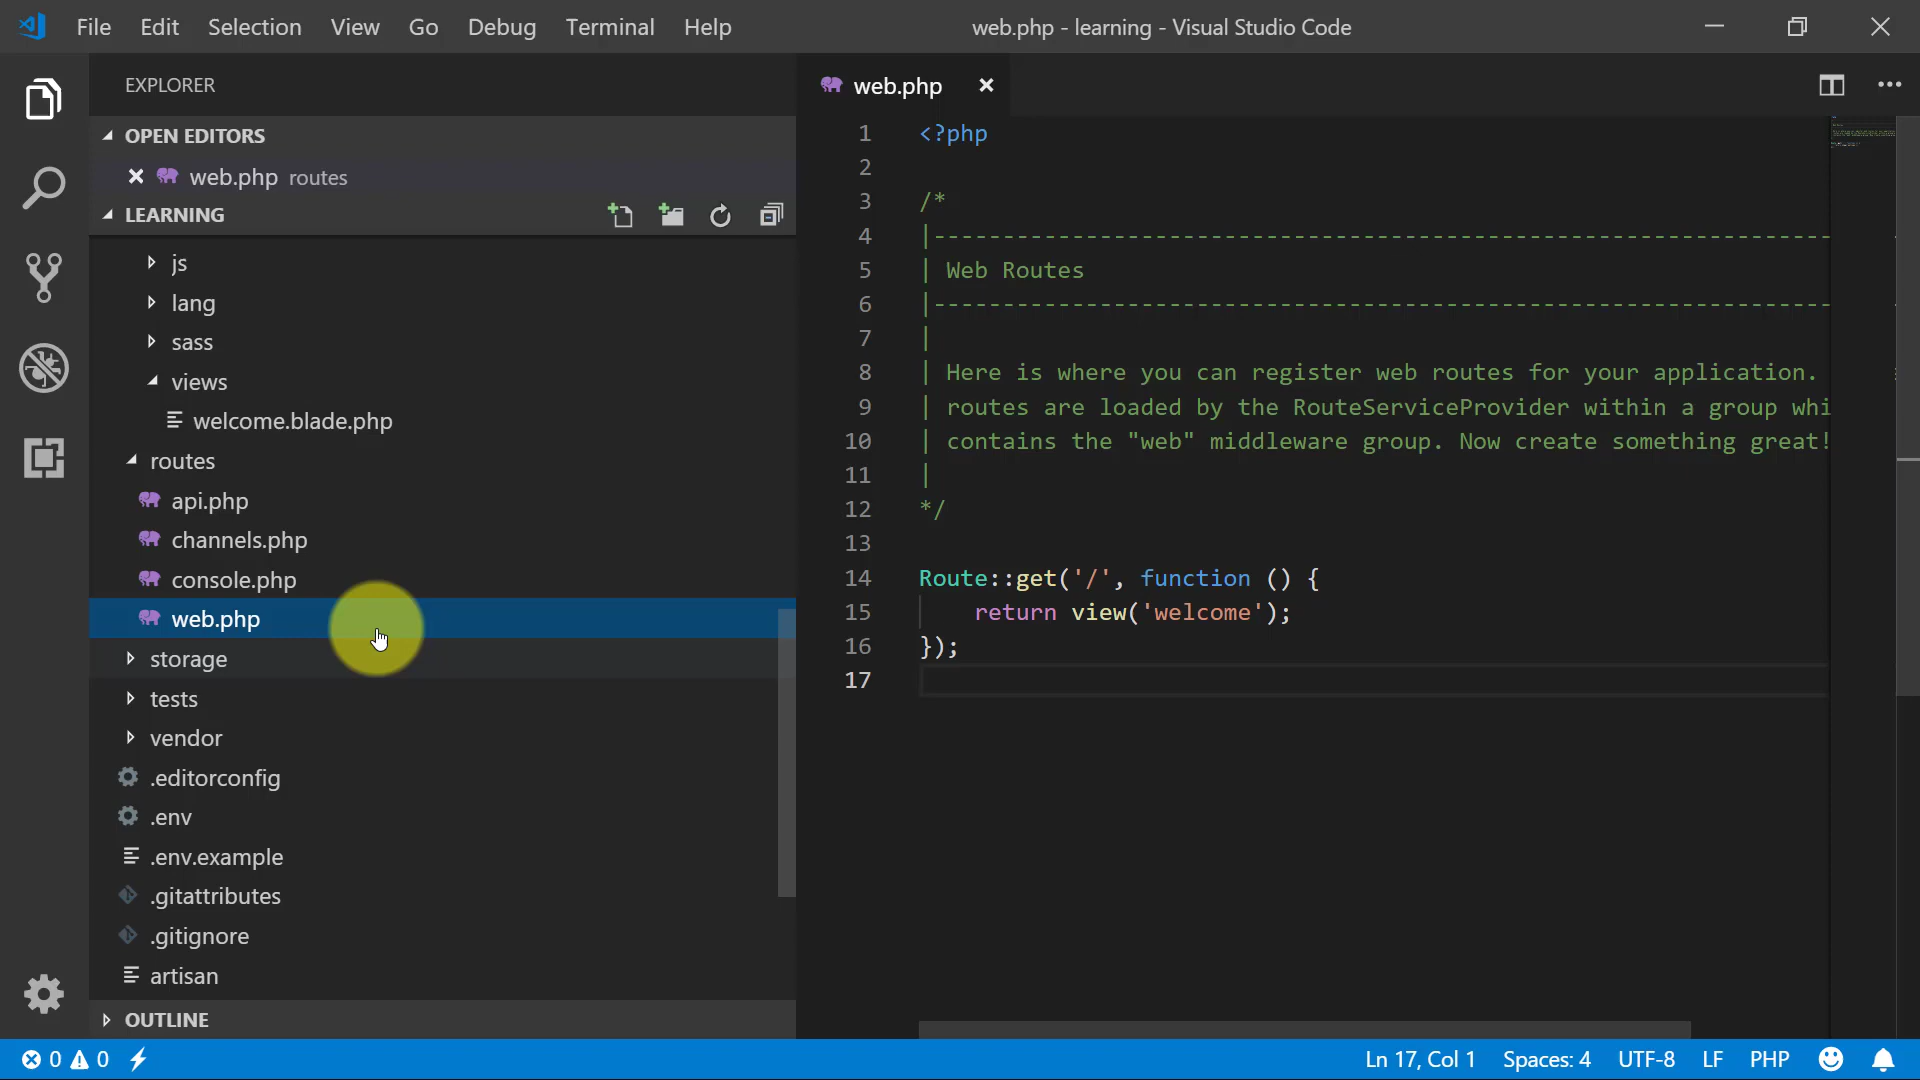 File Edit Selection View Go Debug Terminal Help
web.php - learning - Visual Studio Code
EXPLORER
OPEN EDITORS
web.php routes
LEARNING
js
lang
sass
views
welcome.blade.php
routes
api.php
channels.php
console.php
web.php
storage
tests
vendor
.editorconfig
.env
.env.example
.gitattributes
.gitignore
artisan
OUTLINE
web.php
1 <?php
2
3 /*
4 |------------------------------------------------------------------
5 | Web Routes
6 |------------------------------------------------------------------
7 |
8 | Here is where you can register web routes for your application.
9 | routes are loaded by the RouteServiceProvider within a group whi
10 | contains the "web" middleware group. Now create something great!
11 |
12 */
13
14 Route::get('/', function () {
15 return view('welcome');
16 });
17
0 0
Ln 17, Col 1 Spaces: 4 UTF-8 LF PHP